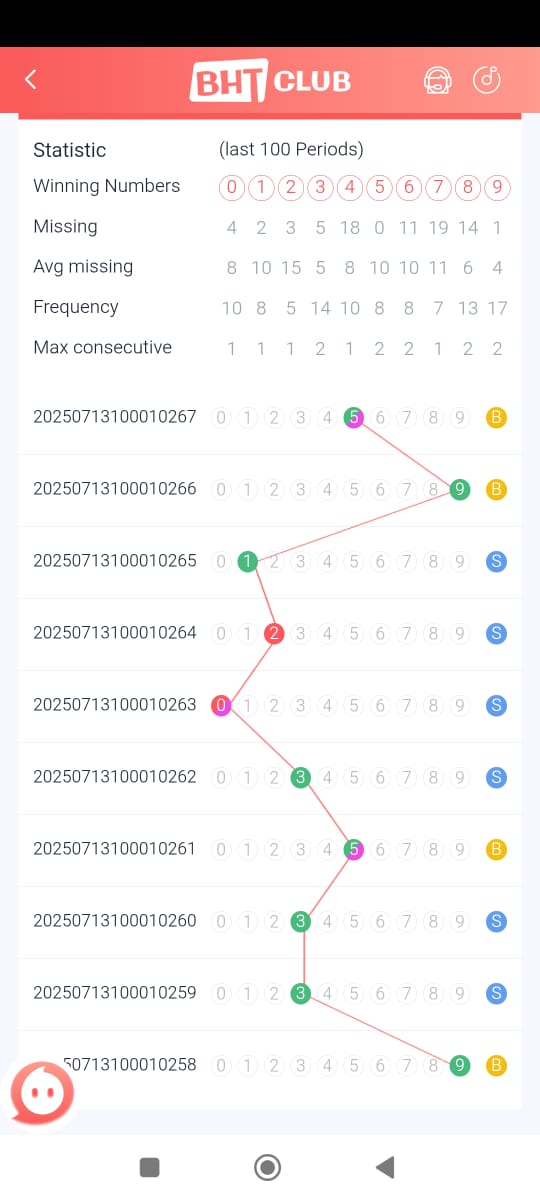 BHT CLUB
Statistic (last 100 Periods)
Winning Numbers 0 1 2 3 4 5 6 7 8 9
Missing 4 2 3 5 18 0 11 19 14 1
Avg missing 8 10 15 5 8 10 10 11 6 4
Frequency 10 8 5 14 10 8 8 7 13 17
Max consecutive 1 1 1 2 1 2 2 1 2 2
20250713100010267 0 1 2 3 4 5 6 7 8 9 B
20250713100010266 0 1 2 3 4 5 6 7 8 9 B
20250713100010265 0 1 2 3 4 5 6 7 8 9 S
20250713100010264 0 1 2 3 4 5 6 7 8 9 S
20250713100010263 0 1 2 3 4 5 6 7 8 9 S
20250713100010262 0 1 2 3 4 5 6 7 8 9 S
20250713100010261 0 1 2 3 4 5 6 7 8 9 B
20250713100010260 0 1 2 3 4 5 6 7 8 9 S
20250713100010259 0 1 2 3 4 5 6 7 8 9 S
50713100010258 0 1 2 3 4 5 6 7 8 9 B